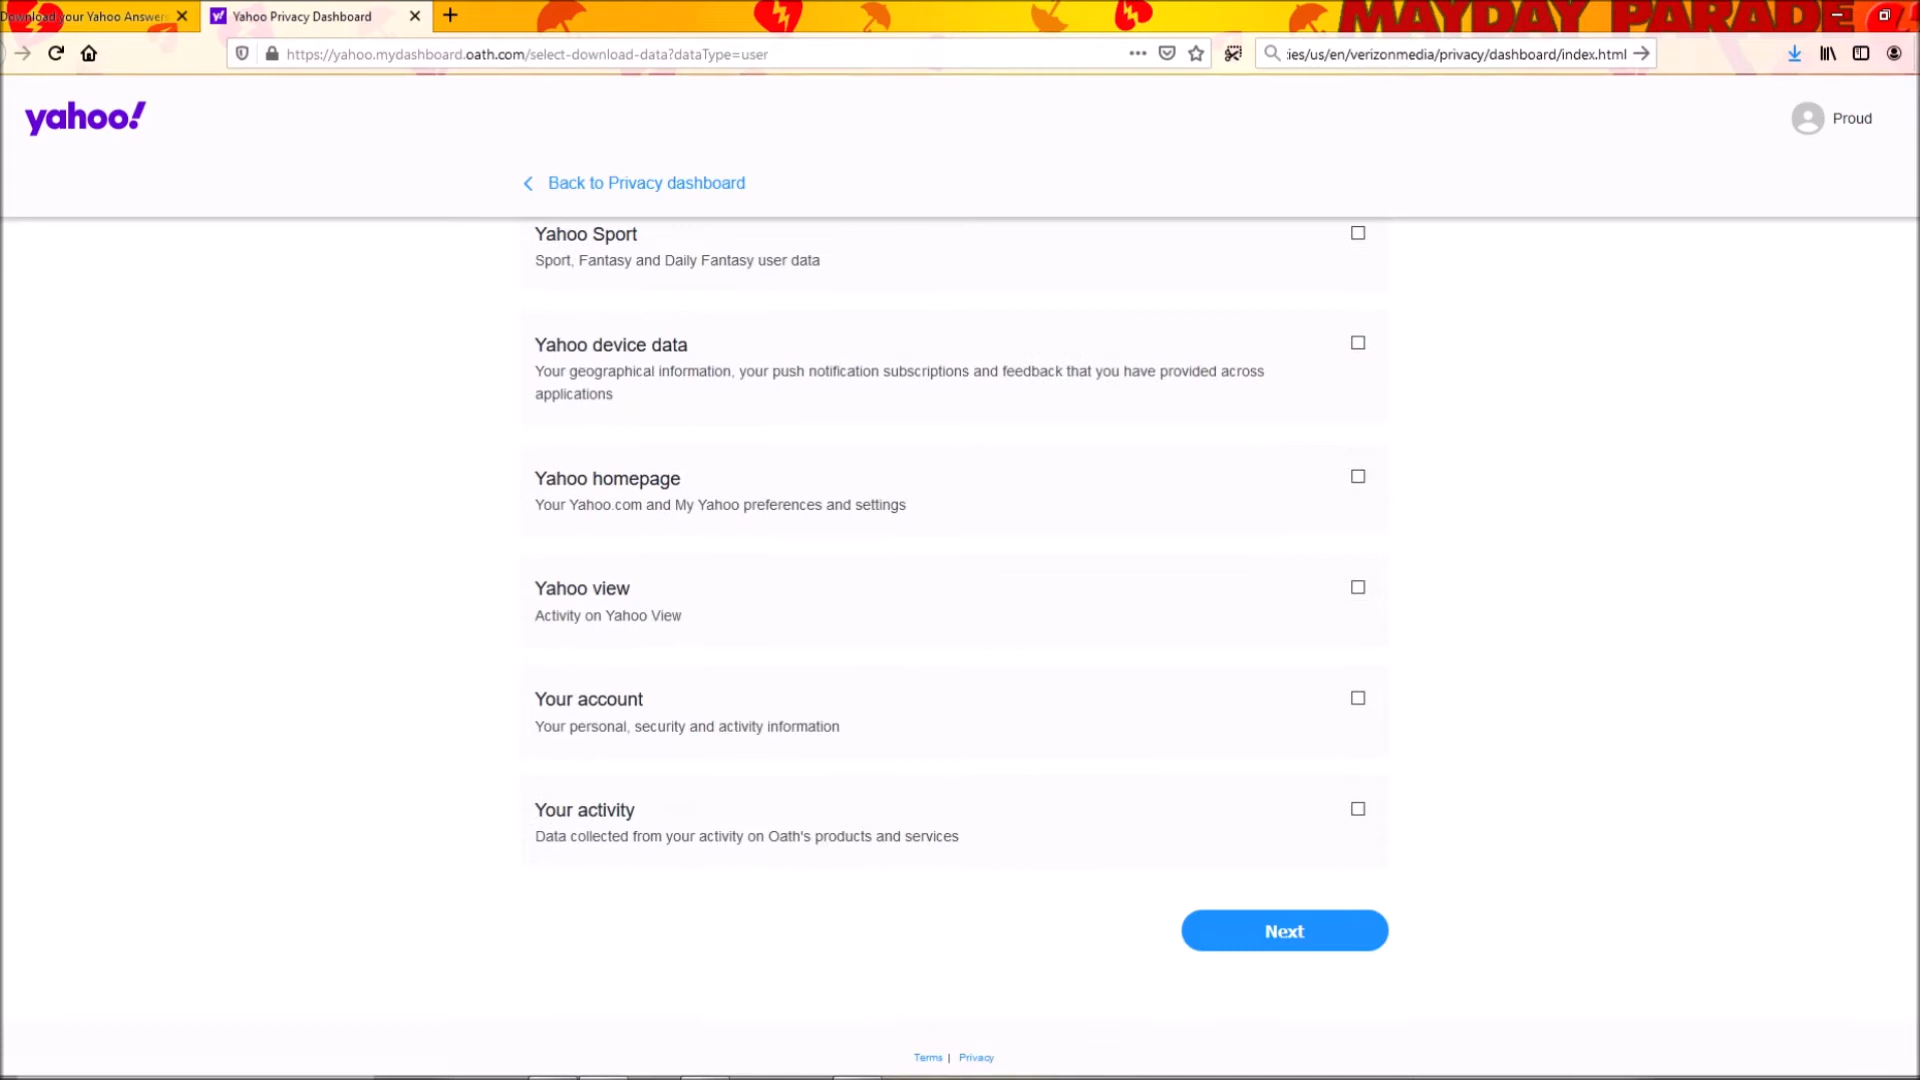 Download your Yahoo Answers
Yahoo Privacy Dashboard
MAYDAY PARADE
https://yahoo.mydashboard.oath.com/select-download-data?dataType=user
ies/us/en/verizonmedia/privacy/dashboard/index.html
yahoo!
Proud
Back to Privacy dashboard
Yahoo Sport
Sport, Fantasy and Daily Fantasy user data
Yahoo device data
Your geographical information, your push notification subscriptions and feedback that you have provided across
applications
Yahoo homepage
Your Yahoo.com and My Yahoo preferences and settings
Yahoo view
Activity on Yahoo View
Your account
Your personal, security and activity information
Your activity
Data collected from your activity on Oath's products and services
Next
Terms | Privacy